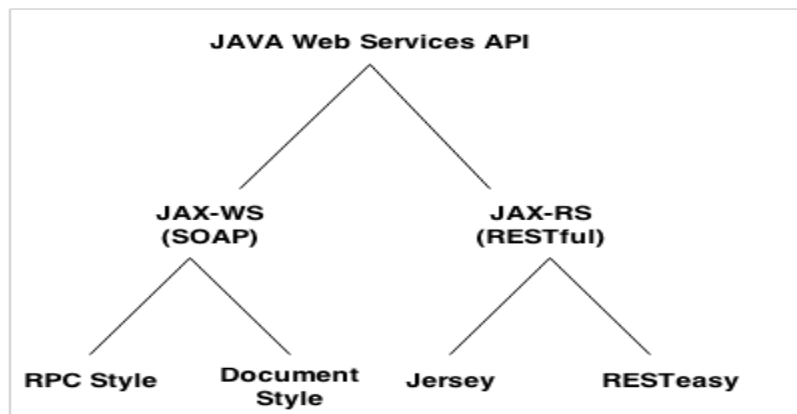 JAVA Web Services API
JAX-WS
(SOAP)
JAX-RS
(RESTful)
RPC Style
Document
Style
Jersey
RESTeasy